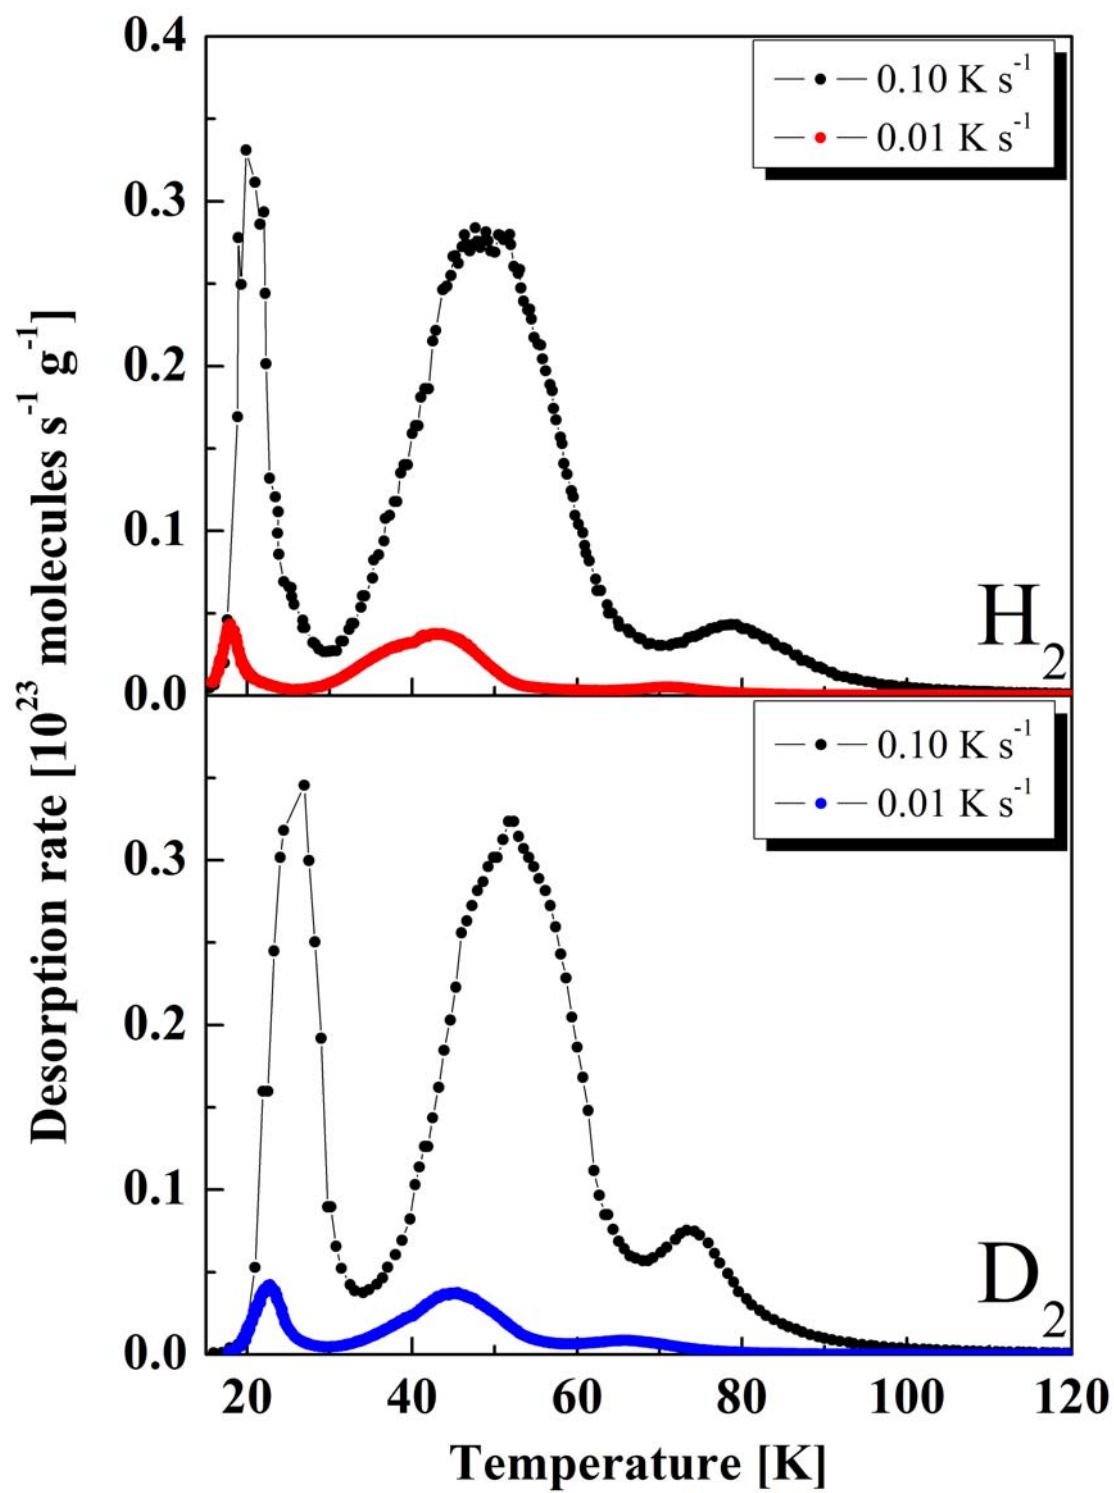 Desorption rate [10²³ molecules s⁻¹ g⁻¹]
0.4
0.3
0.2
0.1
0.0
0.10 K s⁻¹
0.01 K s⁻¹
H₂
0.3
0.2
0.1
0.0
0.10 K s⁻¹
0.01 K s⁻¹
D₂
20 40 60 80 100 120
Temperature [K]